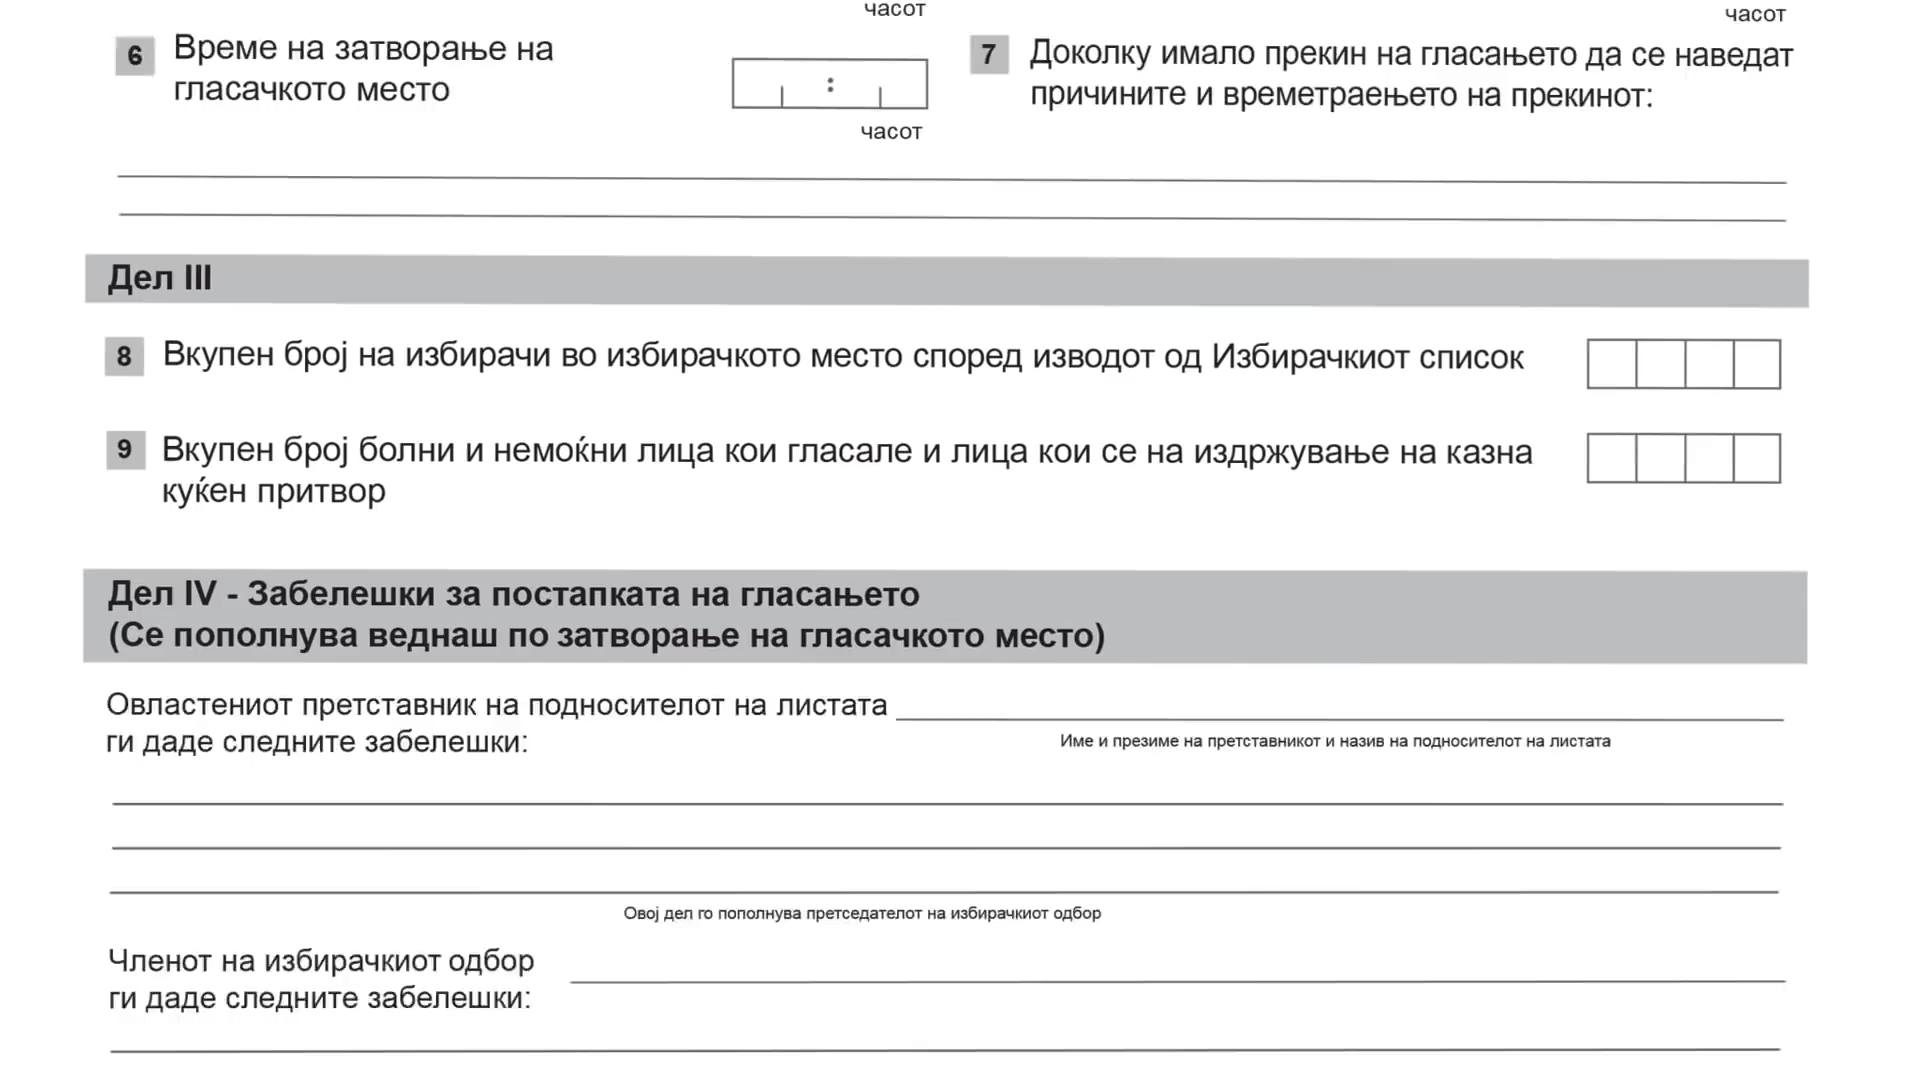 часот
часот
6 Време на затворање на
гласачкото место
:
часот
7 Доколку имало прекин на гласањето да се наведат
причините и времетраењето на прекинот:
Дел III
8 Вкупен број на избирачи во избирачкото место според изводот од Избирачкиот список
9 Вкупен број болни и немоќни лица кои гласале и лица кои се на издржување на казна
куќен притвор
Дел IV - Забелешки за постапката на гласањето
(Се пополнува веднаш по затворање на гласачкото место)
Овластениот претставник на подносителот на листата
ги даде следните забелешки:
Име и презиме на претставникот и назив на подносителот на листата
Овој дел го пополнува претседателот на избирачкиот одбор
Членот на избирачкиот одбор
ги даде следните забелешки: